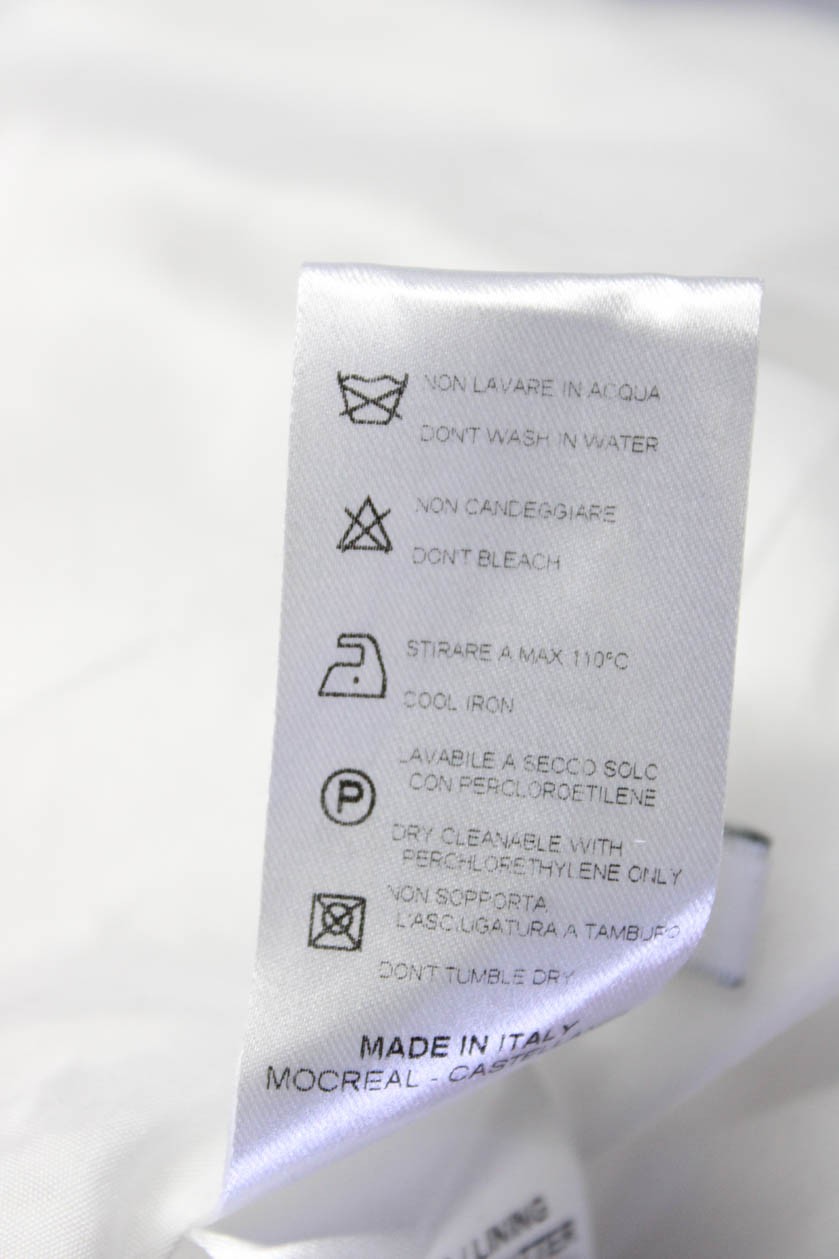 NON LAVARE IN ACQUA
DON'T WASH IN WATER
NON CANDEGGIARE
DON'T BLEACH
STIRARE A MAX 110°C
COOL IRON
LAVABILE A SECCO SOLO
CON PERCLOROETILENE
P
DRY CLEANABLE WITH
PERCHLORETHYLENE ONLY
NON SOPPORTA
L'ASCIUGATURA A TAMBURO
DON'T TUMBLE DRY
MADE IN ITALY
MOCREAL -
LINING